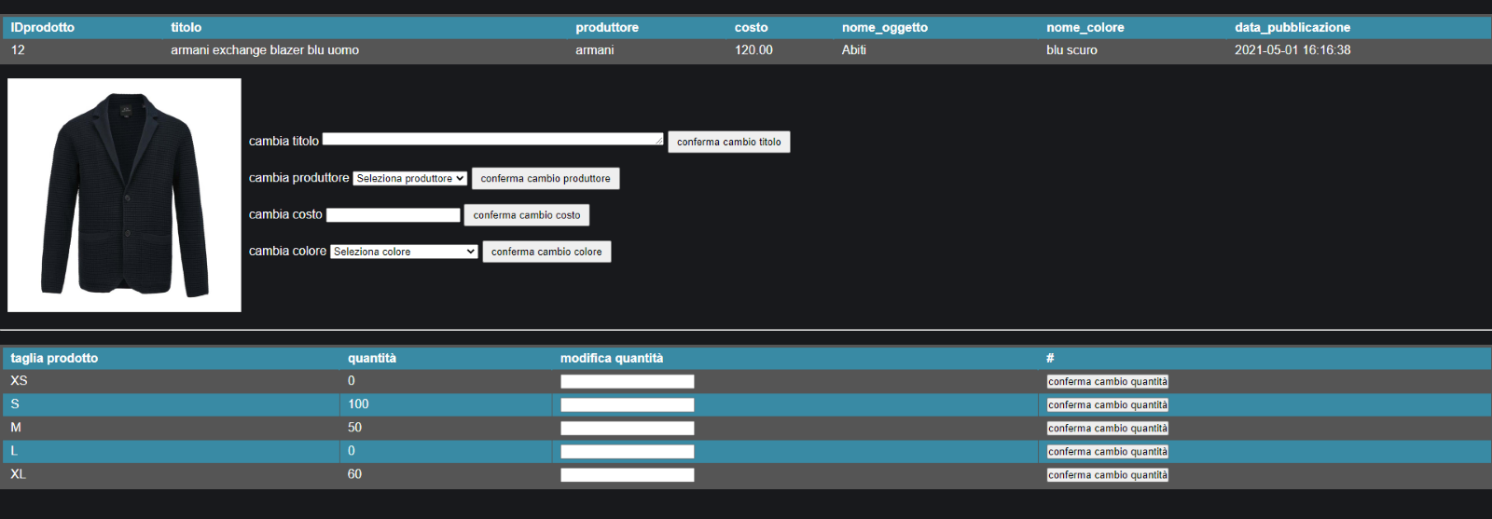 IDprodotto titolo produttore costo nome_oggetto nome_colore data_pubblicazione
12 armani exchange blazer blu uomo armani 120.00 Abiti blu scuro 2021-05-01 16:16:38
cambia titolo conferma cambio titolo
cambia produttore Seleziona produttore conferma cambio produttore
cambia costo conferma cambio costo
cambia colore Seleziona colore conferma cambio colore
taglia prodotto quantità modifica quantità #
XS 0 conferma cambio quantità
S 100 conferma cambio quantità
M 50 conferma cambio quantità
L 0 conferma cambio quantità
XL 60 conferma cambio quantità